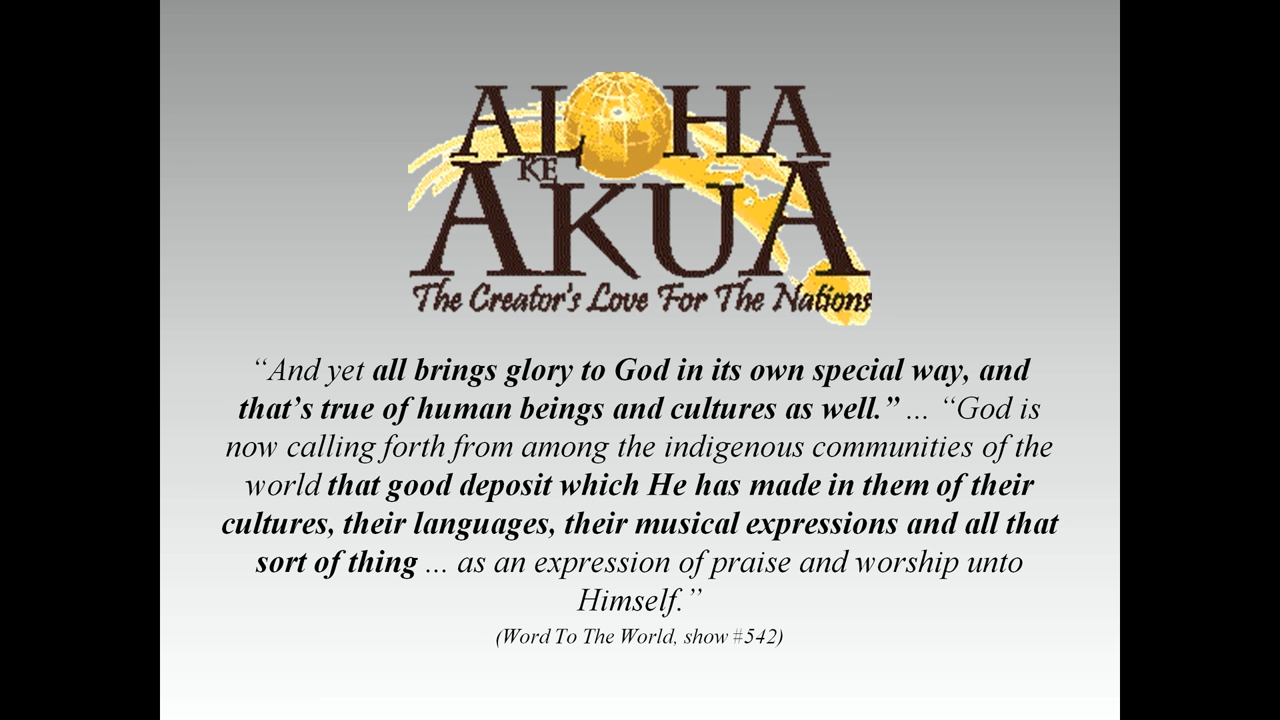 ALOHA
KE
AKUA
The Creator's Love For The Nations
“And yet all brings glory to God in its own special way, and
that’s true of human beings and cultures as well.” ... “God is
now calling forth from among the indigenous communities of the
world that good deposit which He has made in them of their
cultures, their languages, their musical expressions and all that
sort of thing ... as an expression of praise and worship unto
Himself.”
(Word To The World, show #542)